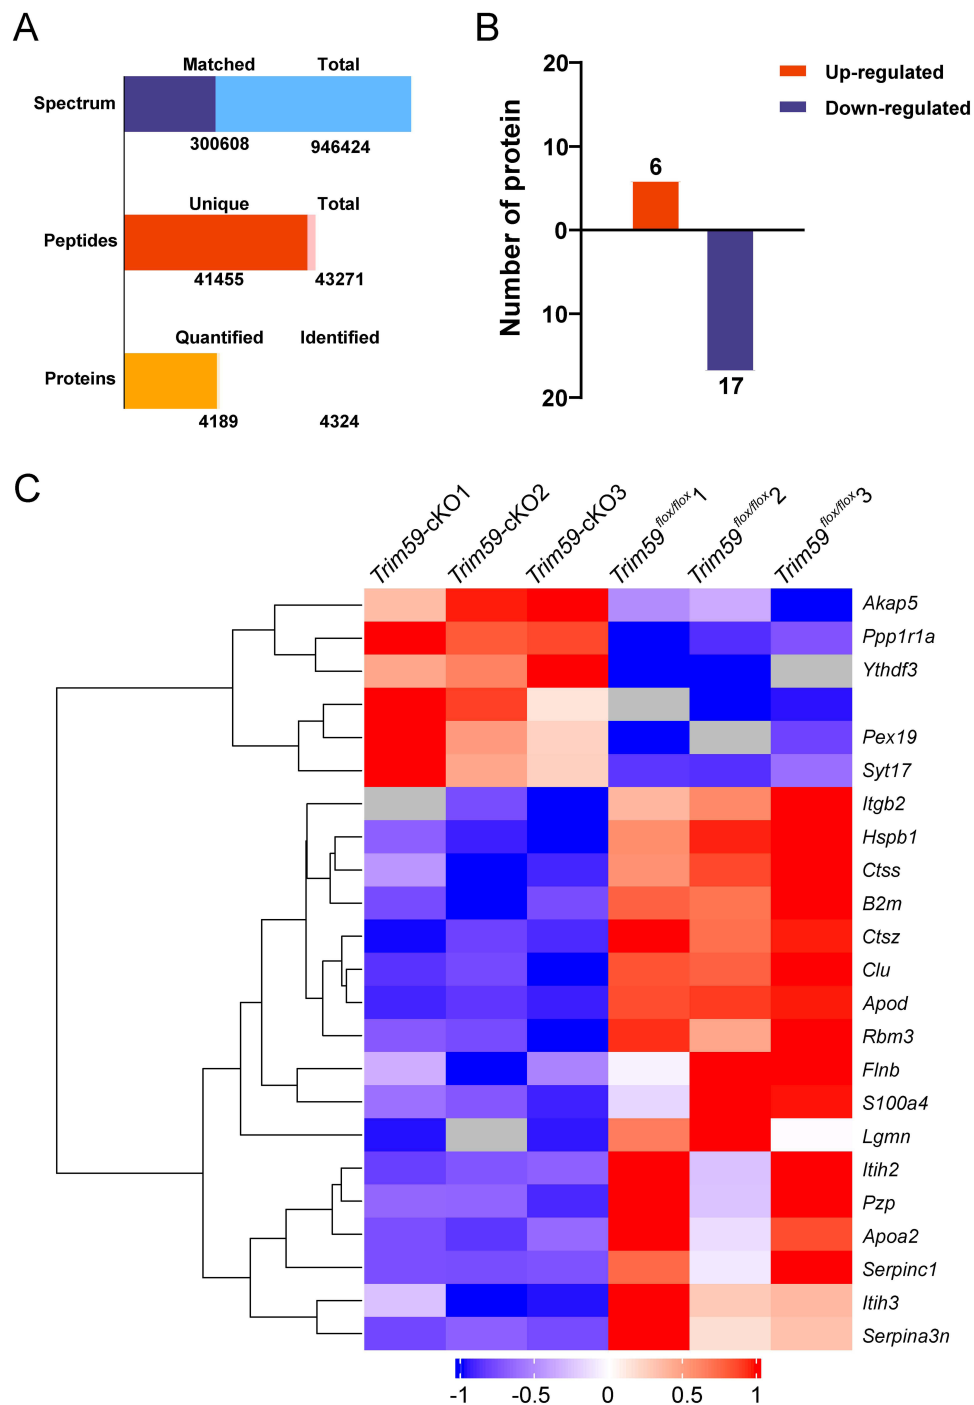 A
Matched Total
Spectrum
300608 946424
Unique Total
Peptides
41455 43271
Quantified Identified
Proteins
4189 4324
B
Number of protein
20
10
0
10
20
6
17
Up-regulated
Down-regulated
C
Trim59-cKO1
Trim59-cKO2
Trim59-cKO3
Trim59flox/flox1
Trim59flox/flox2
Trim59flox/flox3
Akap5
Ppp1r1a
Ythdf3
Pex19
Syt17
Itgb2
Hspb1
Ctss
B2m
Ctsz
Clu
Apod
Rbm3
Flnb
S100a4
Lgmn
Itih2
Pzp
Apoa2
Serpinc1
Itih3
Serpina3n
-1 -0.5 0 0.5 1